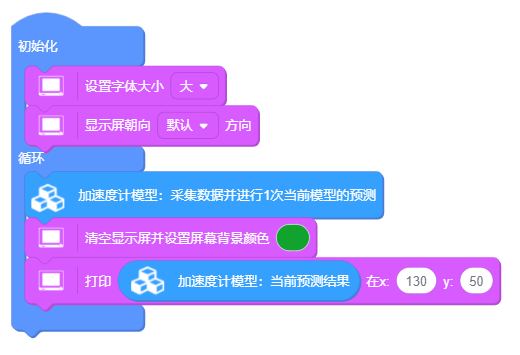 初始化
设置字体大小 大
显示屏朝向 默认 方向
循环
加速度计模型：采集数据并进行1次当前模型的预测
清空显示屏并设置屏幕背景颜色
打印 加速度计模型：当前预测结果 在x: 130 y: 50